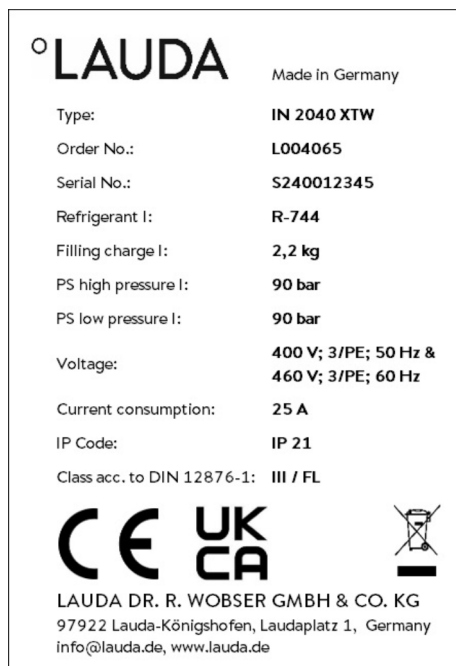 °LAUDA Made in Germany
Type: IN 2040 XTW
Order No.: L004065
Serial No.: S240012345
Refrigerant I: R-744
Filling charge I: 2,2 kg
PS high pressure I: 90 bar
PS low pressure I: 90 bar
Voltage: 400 V; 3/PE; 50 Hz &
460 V; 3/PE; 60 Hz
Current consumption: 25 A
IP Code: IP 21
Class acc. to DIN 12876-1: III / FL
CE UK
CA
LAUDA DR. R. WOBSER GMBH & CO. KG
97922 Lauda-Königshofen, Laudaplatz 1, Germany
info@lauda.de, www.lauda.de